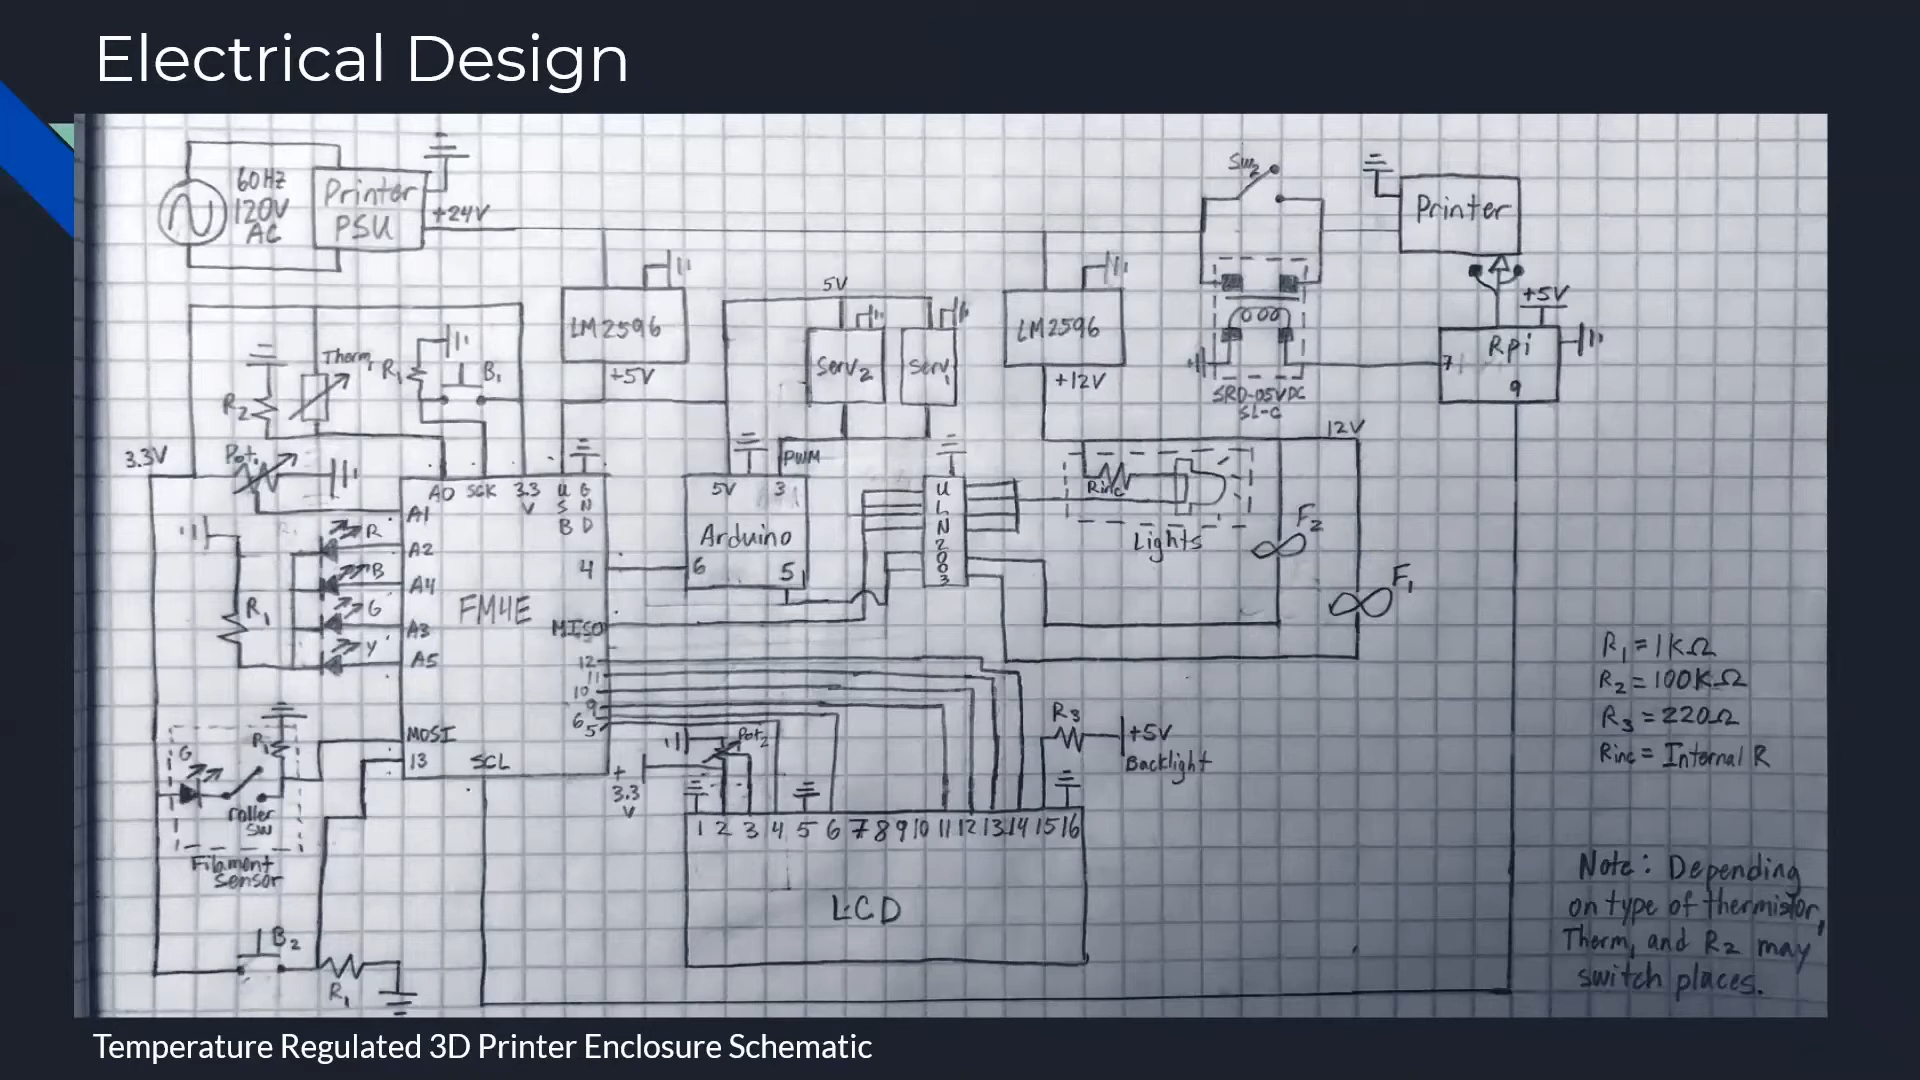 Electrical Design
60HZ
120V
AC
Printer
PSU
+24V
Sw2
Printer
+5V
LM2596
+5V
5V
Serv2
Serv1
LM2596
+12V
SRD-05VDC
SL-C
7
Rpi
9
Therm1
R1
B1
R2
3.3V
Pot1
12V
PWM
A0 SCK 3.3
V
U
S
B
G
N
D
5V 3
Arduino
6 5
U
L
N
2
0
0
3
Rinc
Lights
F2
F1
A1
R
A2
B
A4
G
A3
Y
A5
R1
FM4E
4
MISO
12
11
10
9
6
5
MOSI
13
SCL
G
R1
roller
sw
Filament
Sensor
B2
R1
+
3.3
V
Pot2
R3
+5V
Backlight
1 2 3 4 5 6 7 8 9 10 11 12 13 14 15 16
LCD
R1 = 1KΩ
R2 = 100KΩ
R3 = 220Ω
Rinc = Internal R
Note: Depending
on type of thermistor,
Therm1 and R2 may
switch places.
Temperature Regulated 3D Printer Enclosure Schematic